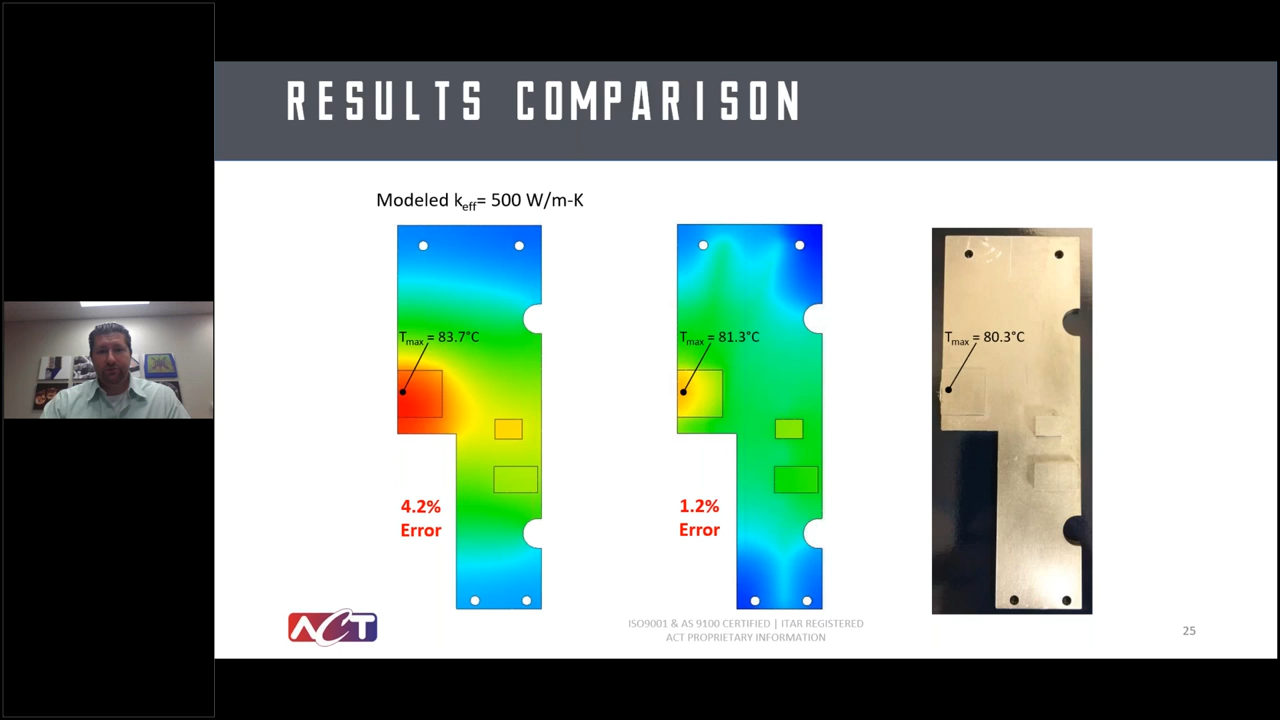 RESULTS COMPARISON
Modeled keff= 500 W/m-K
Tmax = 83.7°C
Tmax = 81.3°C
Tmax = 80.3°C
4.2%
Error
1.2%
Error
ACT
ISO9001 & AS 9100 CERTIFIED | ITAR REGISTERED
ACT PROPRIETARY INFORMATION
25